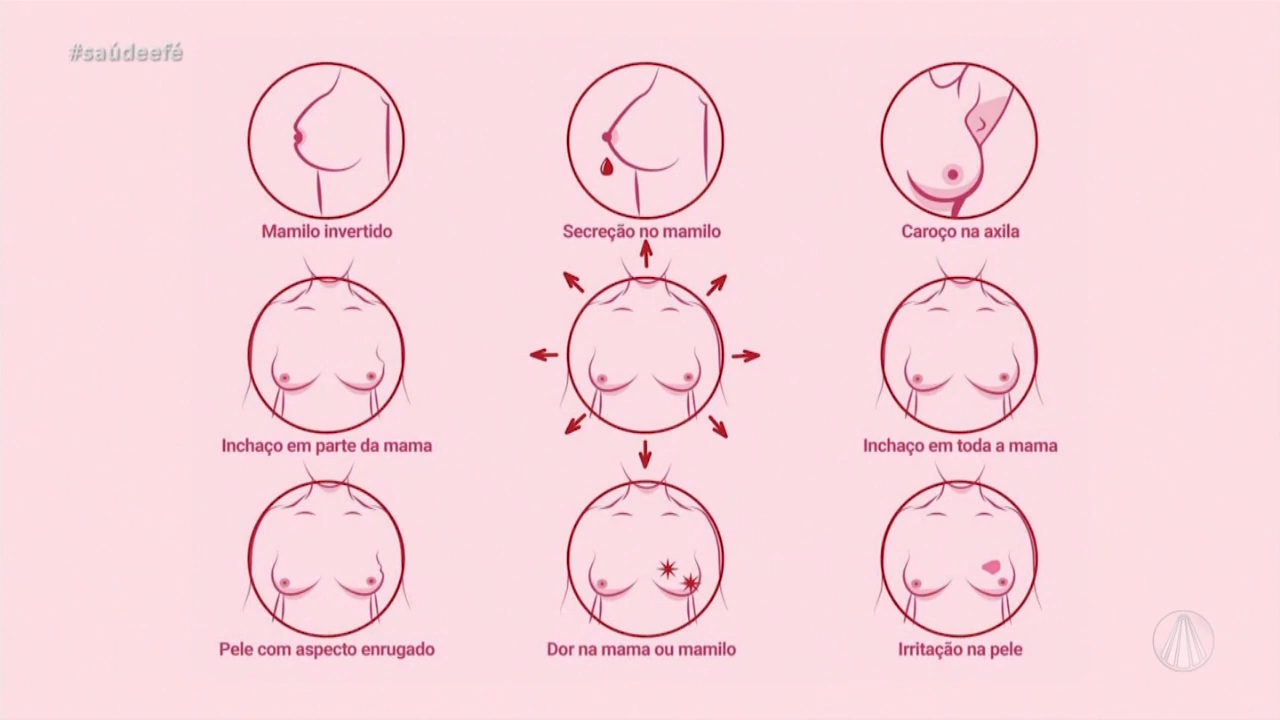 #saúdeefé
Mamilo invertido
Secreção no mamilo
Caroço na axila
Inchaço em parte da mama
Inchaço em toda a mama
Pele com aspecto enrugado
Dor na mama ou mamilo
Irritação na pele